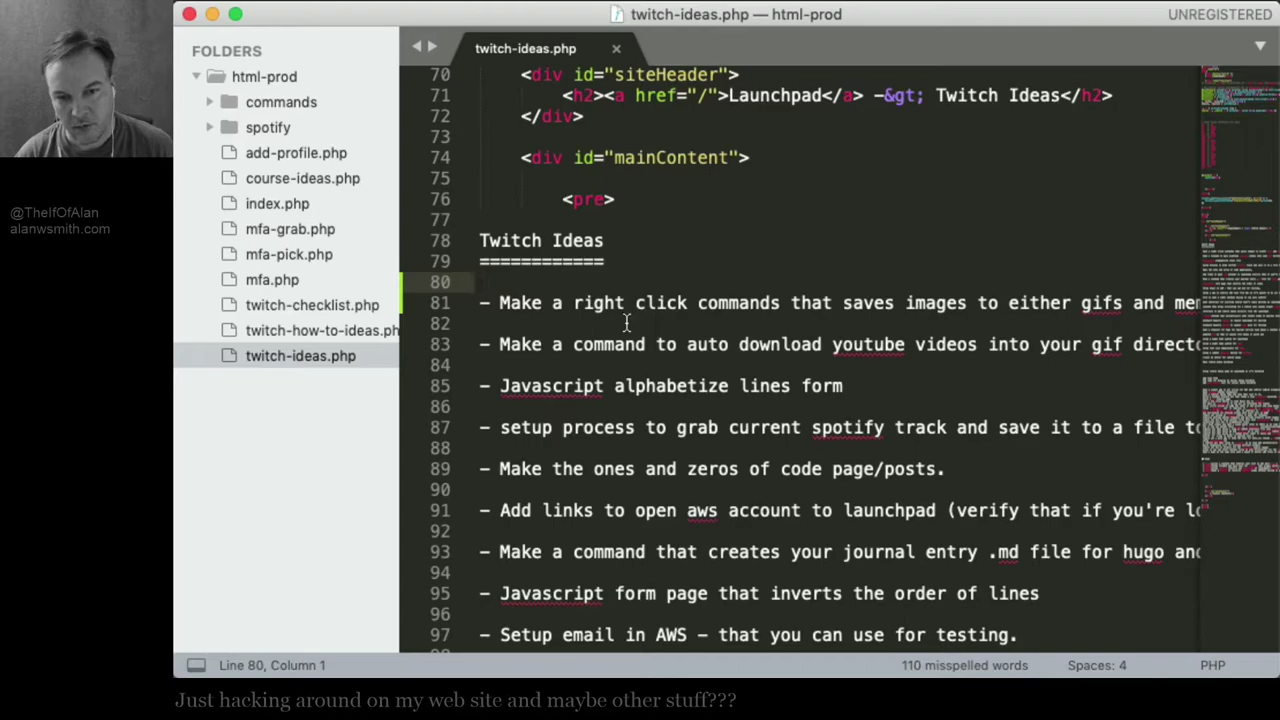 twitch-ideas.php — html-prod
UNREGISTERED
FOLDERS
html-prod
commands
spotify
add-profile.php
course-ideas.php
index.php
mfa-grab.php
mfa-pick.php
mfa.php
twitch-checklist.php
twitch-how-to-ideas.ph
twitch-ideas.php
@TheIfOfAlan
alanwsmith.com
twitch-ideas.php
70 <div id="siteHeader">
71 <h2><a href="/">Launchpad</a> -&gt; Twitch Ideas</h2>
72 </div>
73
74 <div id="mainContent">
75
76 <pre>
77
78 Twitch Ideas
79 ============
80
81 - Make a right click commands that saves images to either gifs and mem
82
83 - Make a command to auto download youtube videos into your gif directo
84
85 - Javascript alphabetize lines form
86
87 - setup process to grab current spotify track and save it to a file to
88
89 - Make the ones and zeros of code page/posts.
90
91 - Add links to open aws account to launchpad (verify that if you're lo
92
93 - Make a command that creates your journal entry .md file for hugo and
94
95 - Javascript form page that inverts the order of lines
96
97 - Setup email in AWS - that you can use for testing.
Line 80, Column 1
110 misspelled words
Spaces: 4
PHP
Just hacking around on my web site and maybe other stuff???